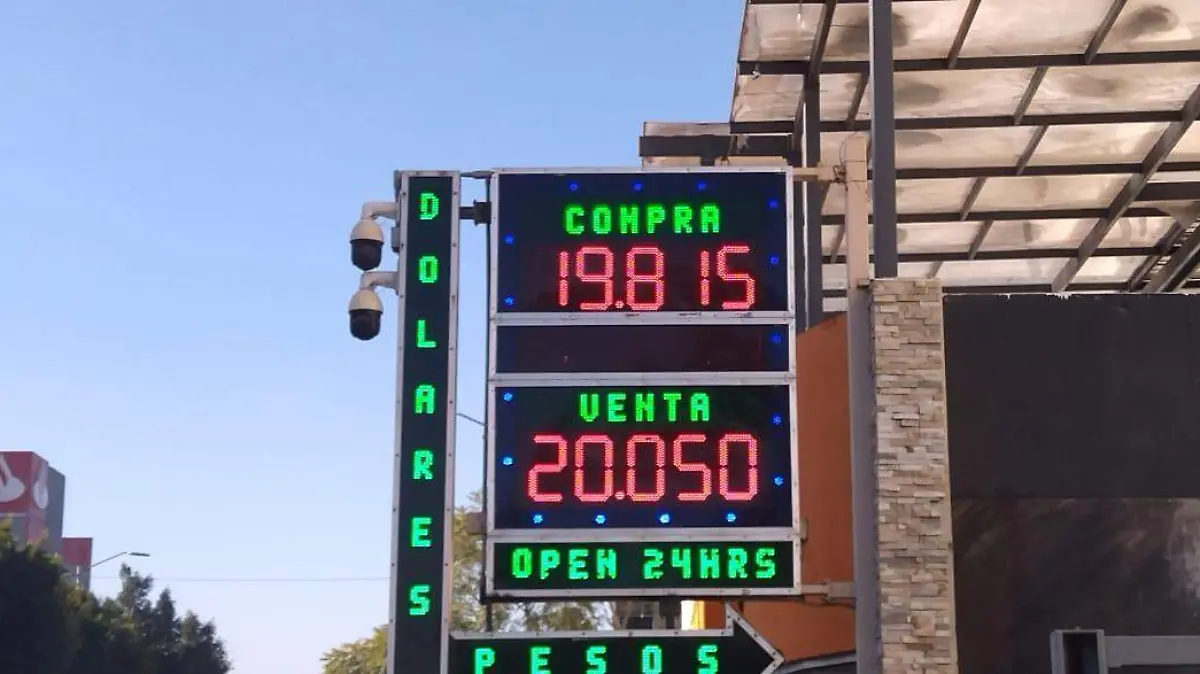 DOLARES
COMPRA
19.815
VENTA
20.050
OPEN 24HRS
PESOS